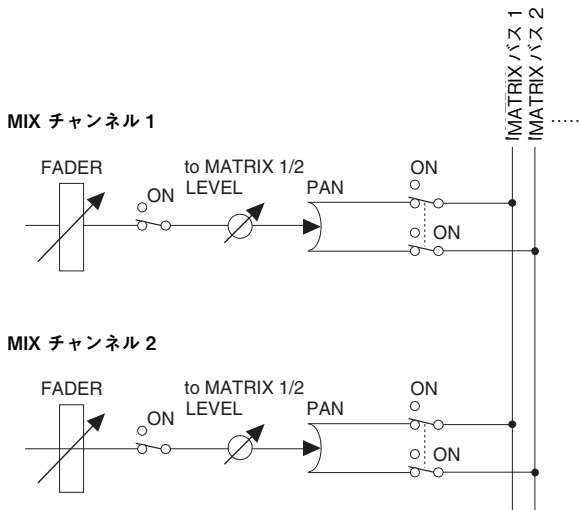 MATRIX バス 1
MATRIX バス 2
.....
MIX チャンネル 1
FADER
ON
to MATRIX 1/2
LEVEL
PAN
ON
ON
MIX チャンネル 2
FADER
ON
to MATRIX 1/2
LEVEL
PAN
ON
ON